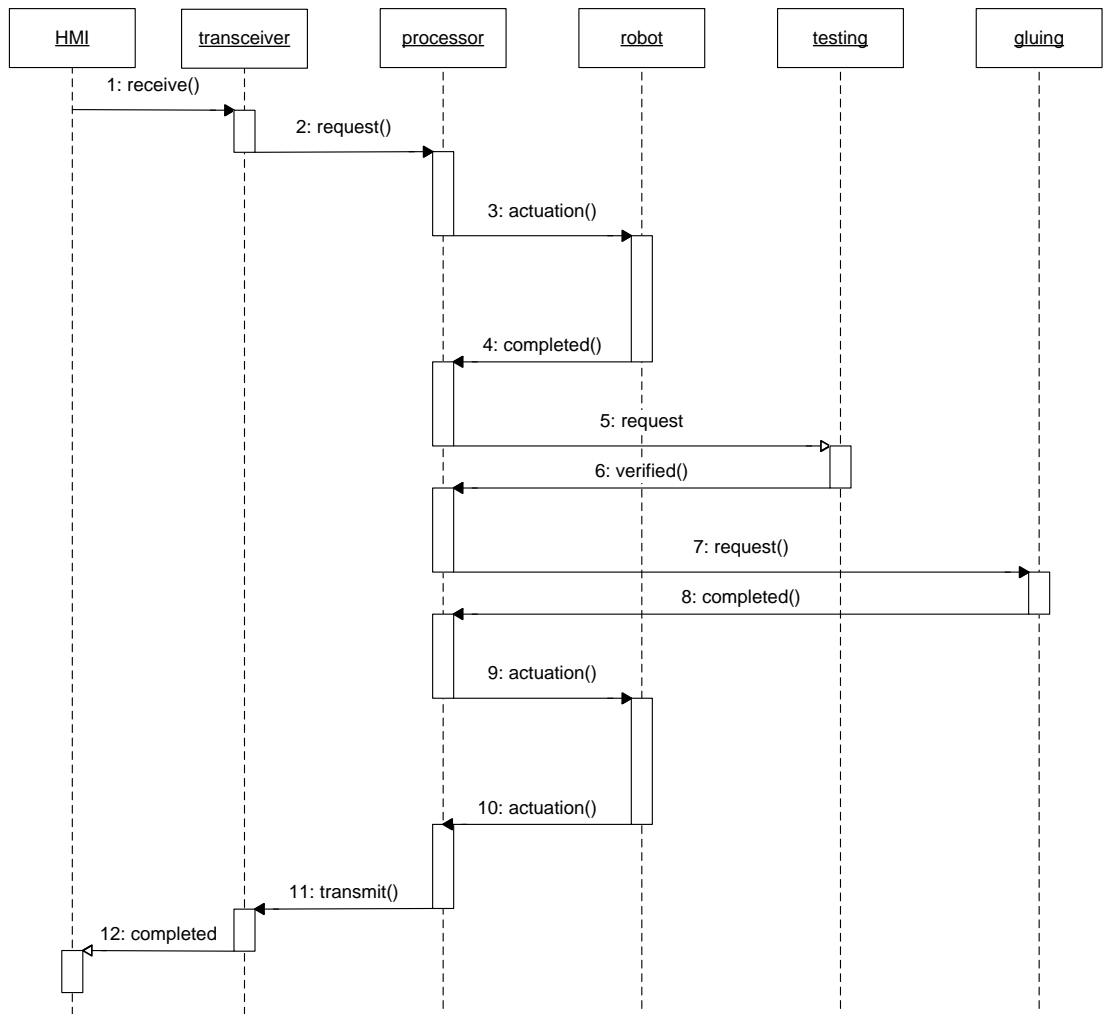 HMI
transceiver
processor
robot
testing
gluing
1: receive()
2: request()
3: actuation()
4: completed()
5: request
6: verified()
7: request()
8: completed()
9: actuation()
10: actuation()
11: transmit()
12: completed